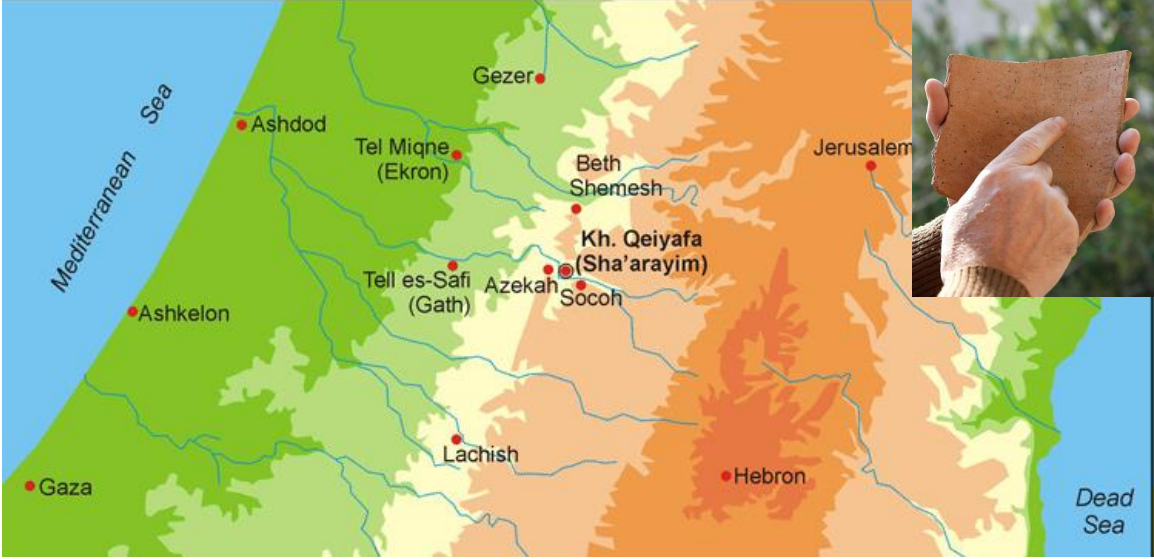 Mediterranean Sea
Gezer
Ashdod
Tel Miqne
(Ekron)
Jerusalem
Beth
Shemesh
Kh. Qeiyafa
(Sha'arayim)
Tell es-Safi
(Gath)
Azekah
Socoh
Ashkelon
Lachish
Gaza
Hebron
Dead
Sea